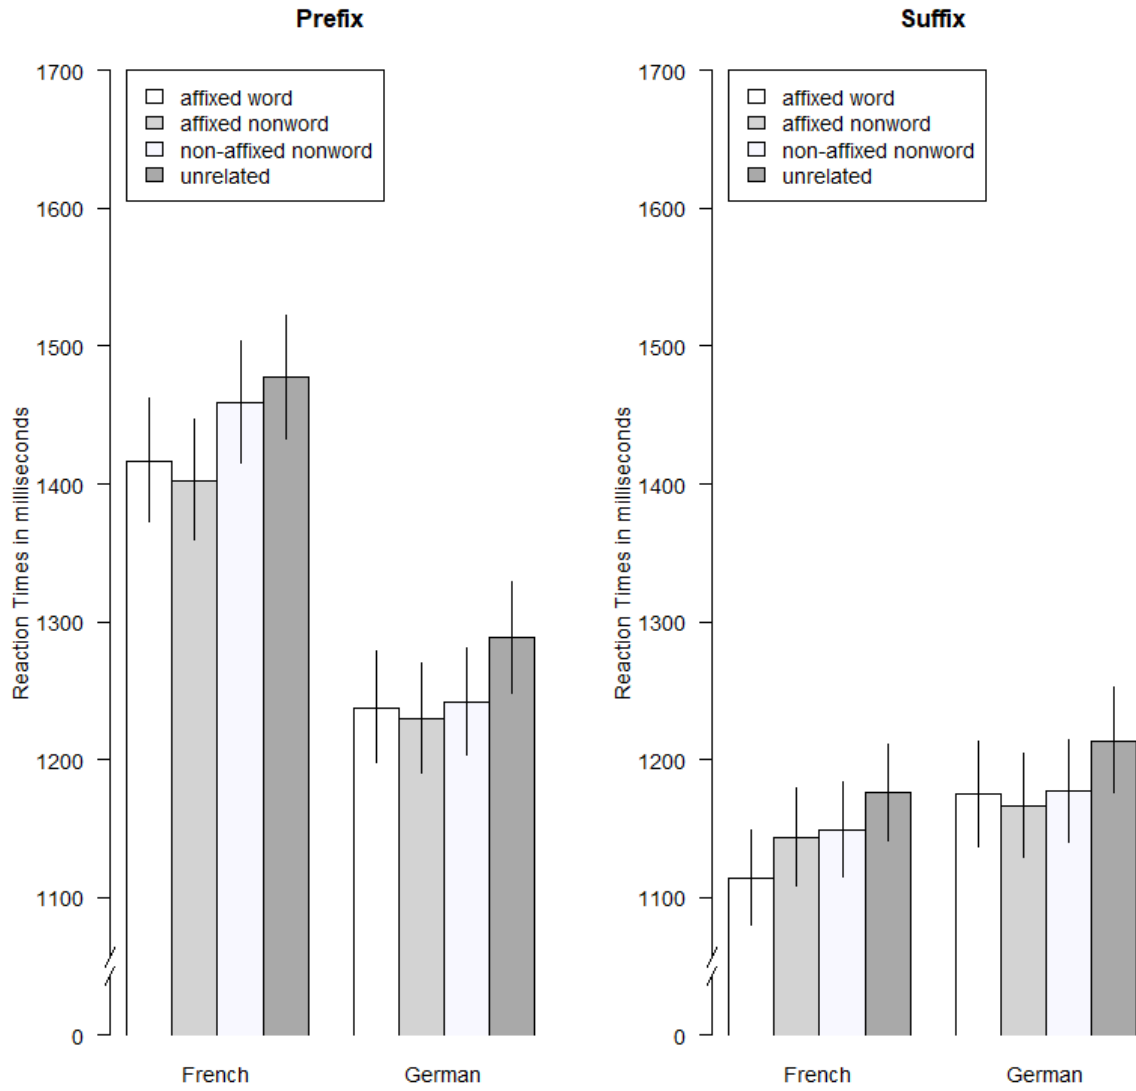 Prefix
1700
1600
1500
1400
1300
1200
1100
0
Reaction Times in milliseconds
affixed word
affixed nonword
non-affixed nonword
unrelated
French
German
Suffix
1700
1600
1500
1400
1300
1200
1100
0
Reaction Times in milliseconds
affixed word
affixed nonword
non-affixed nonword
unrelated
French
German